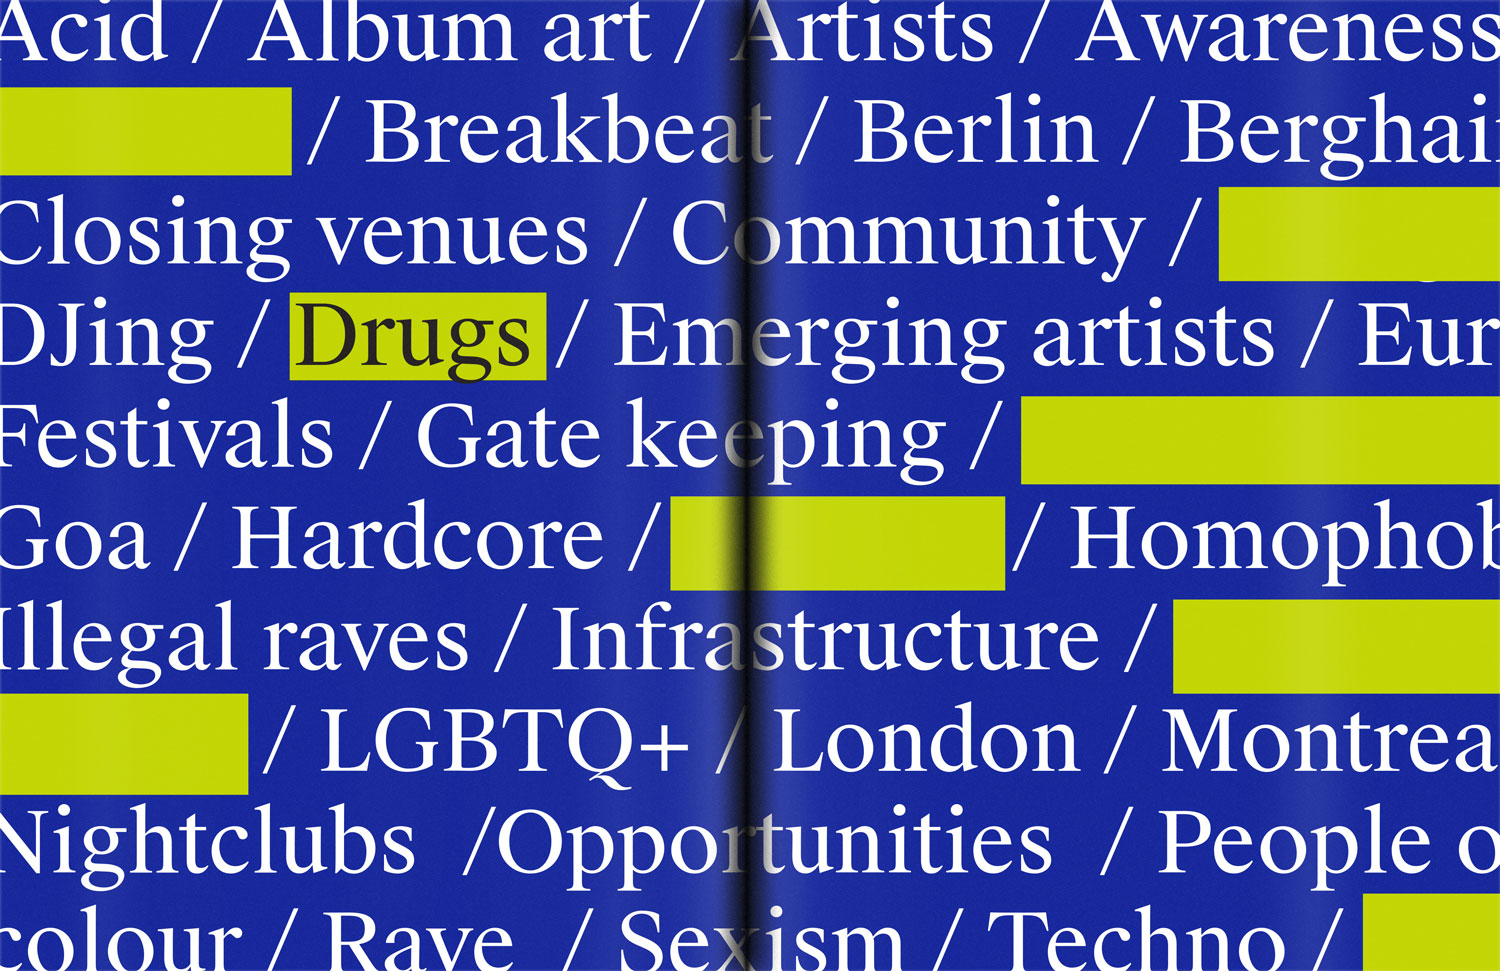 Acid / Album art / Artists / Awareness
/ Breakbeat / Berlin / Berghai
Closing venues / Community /
DJing / Drugs / Emerging artists / Eur
Festivals / Gate keeping /
Goa / Hardcore / / Homophob
Illegal raves / Infrastructure /
/ LGBTQ+ / London / Montrea
Nightclubs /Opportunities / People o
colour / Rave / Sexism / Techno /